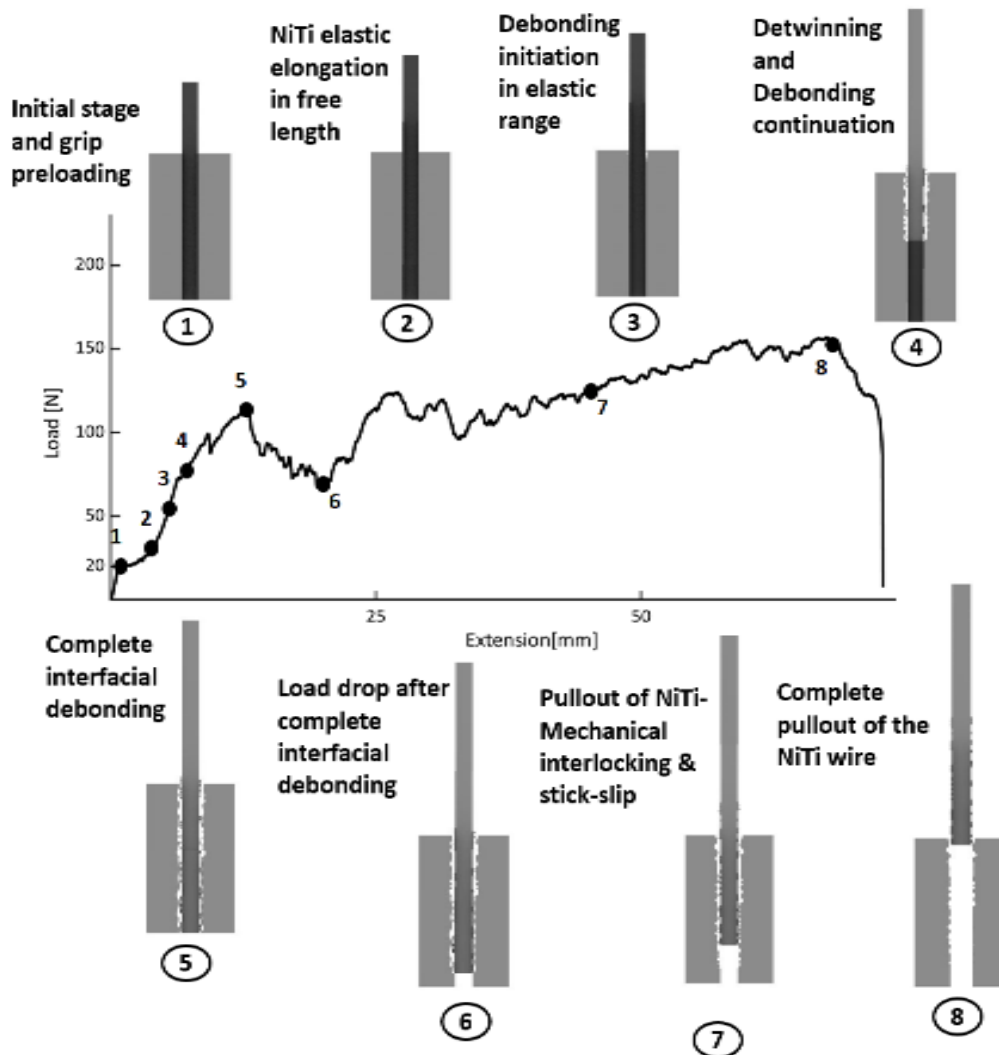 Initial stage
and grip
preloading
NiTi elastic
elongation
in free
length
Debonding
initiation
in elastic
range
Detwinning
and
Debonding
continuation
1
2
3
4
200
150
100
50
20
Load [N]
1
2
3
4
5
6
7
8
25
50
Extension[mm]
Complete
interfacial
debonding
Load drop after
complete
interfacial
debonding
Pullout of NiTi-
Mechanical
interlocking &
stick-slip
Complete
pullout of the
NiTi wire
5
6
7
8